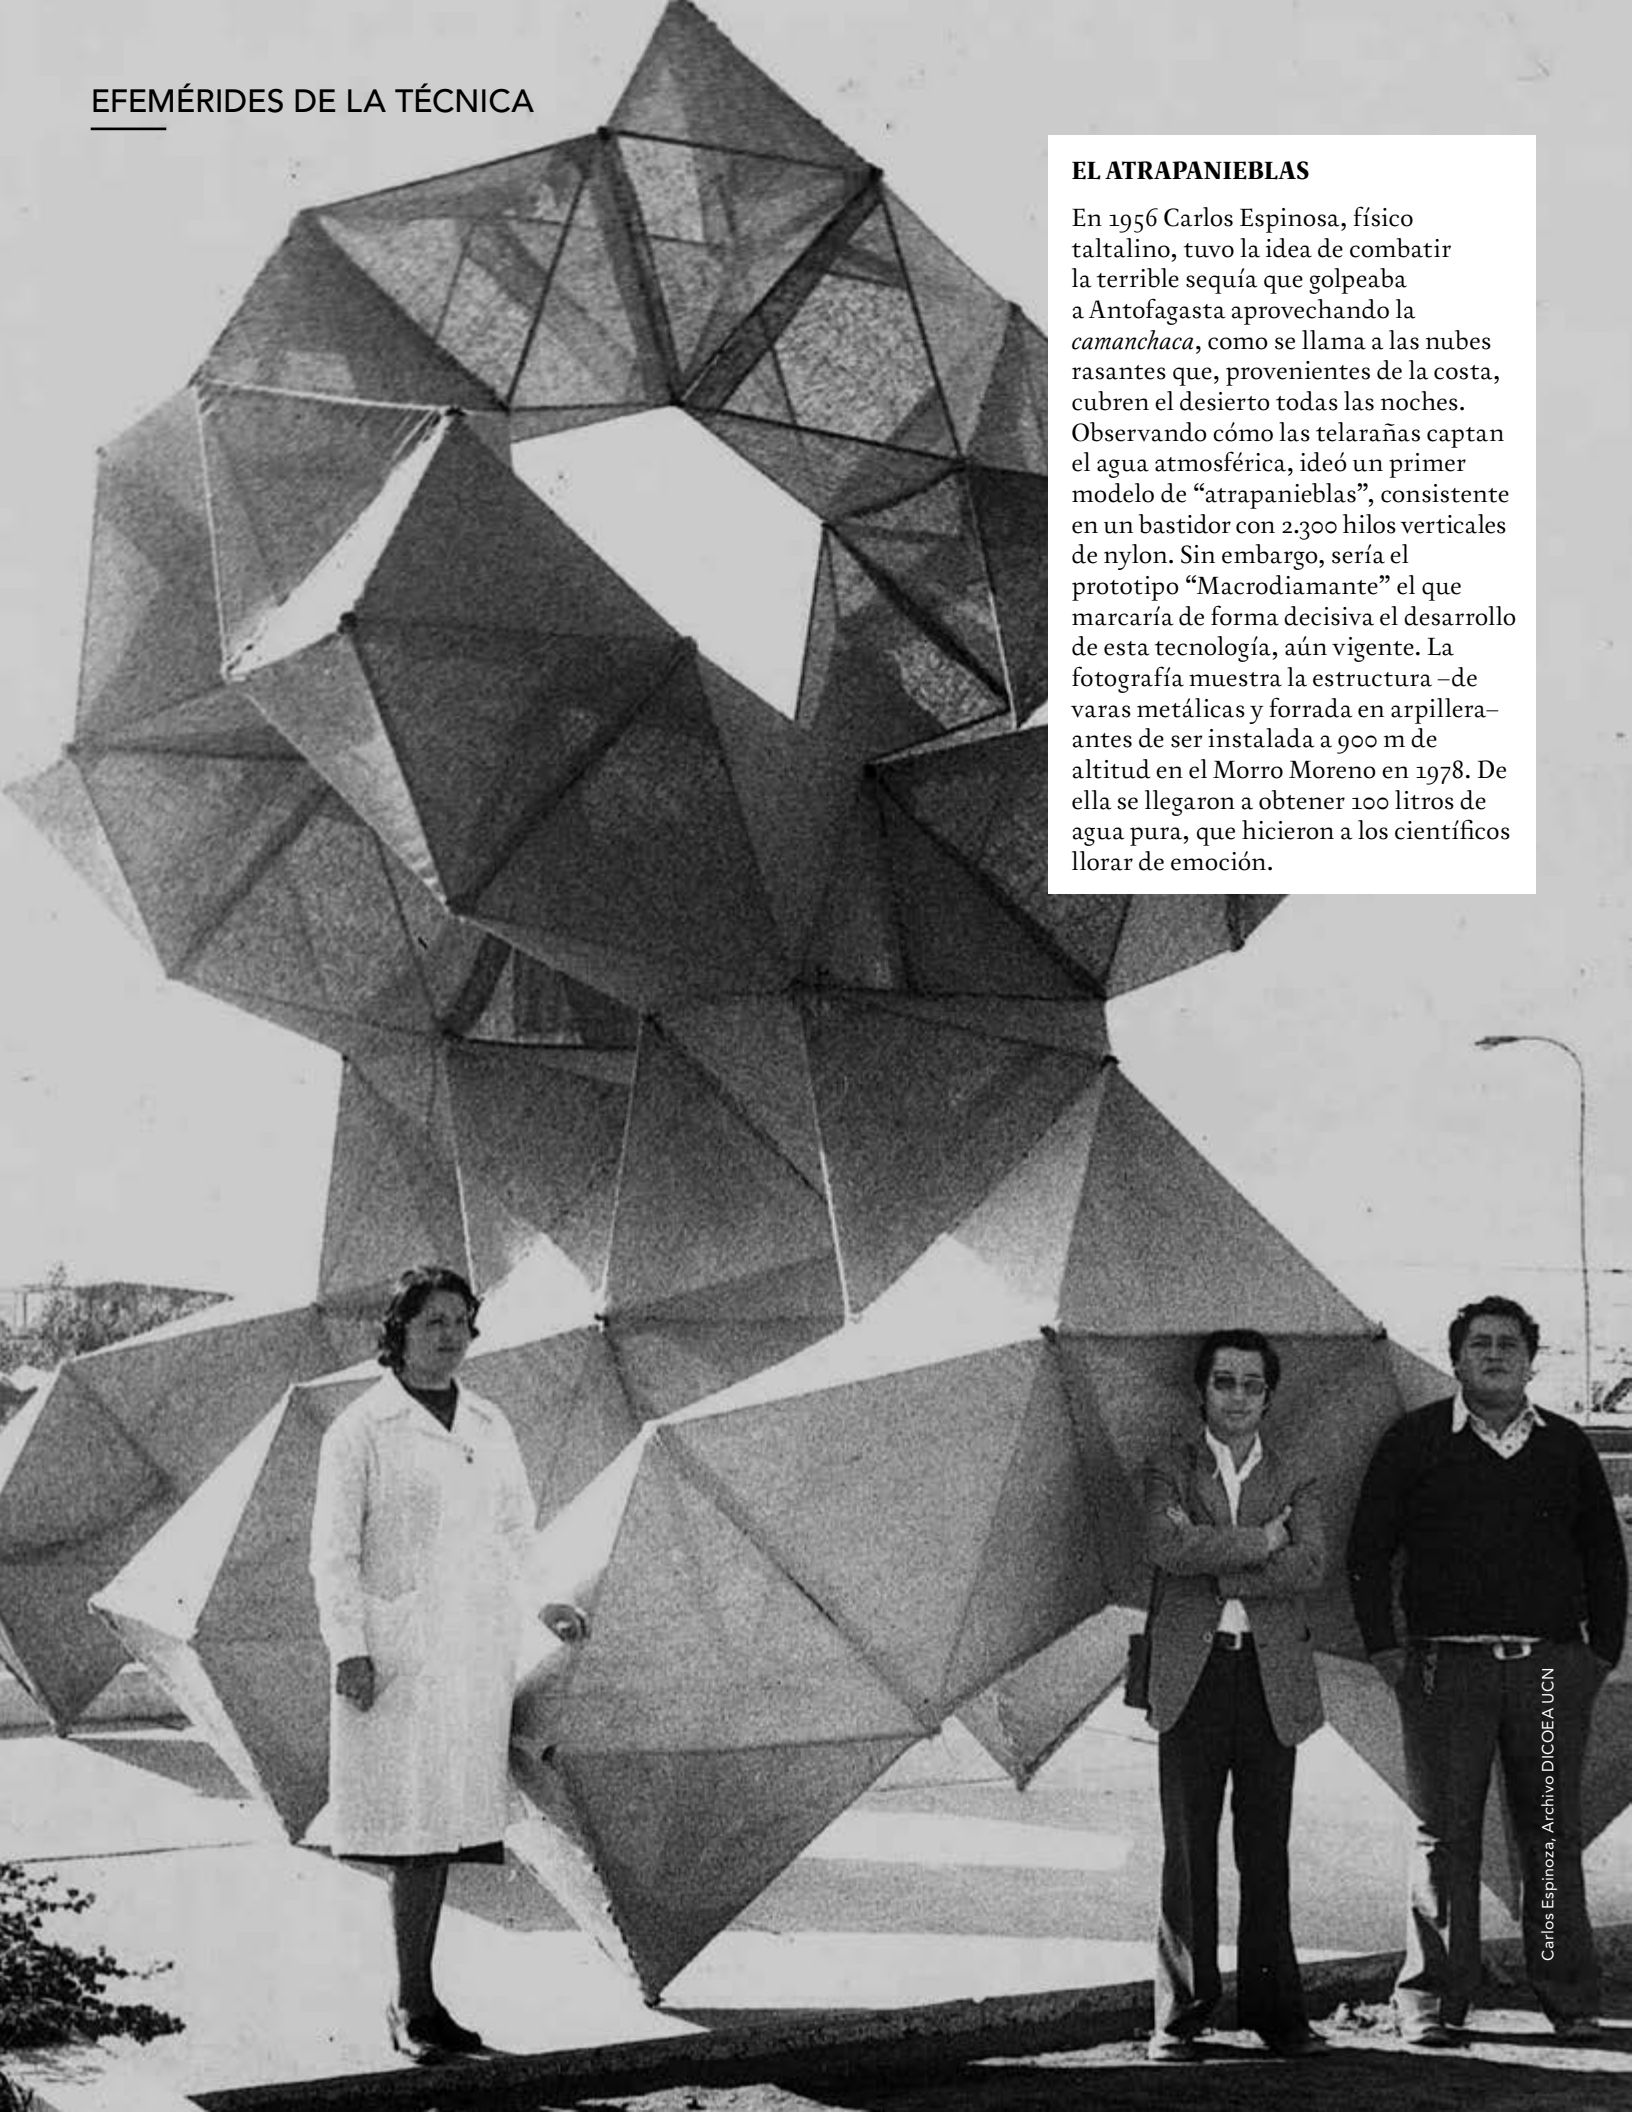 EFEMÉRIDES DE LA TÉCNICA
EL ATRAPANIEBLAS
En 1956 Carlos Espinosa, físico
taltalino, tuvo la idea de combatir
la terrible sequía que golpeaba
a Antofagasta aprovechando la
camanchaca, como se llama a las nubes
rasantes que, provenientes de la costa,
cubren el desierto todas las noches.
Observando cómo las telarañas captan
el agua atmosférica, ideó un primer
modelo de “atrapanieblas”, consistente
en un bastidor con 2.300 hilos verticales
de nylon. Sin embargo, sería el
prototipo “Macrodiamante” el que
marcaría de forma decisiva el desarrollo
de esta tecnología, aún vigente. La
fotografía muestra la estructura –de
varas metálicas y forrada en arpillera–
antes de ser instalada a 900 m de
altitud en el Morro Moreno en 1978. De
ella se llegaron a obtener 100 litros de
agua pura, que hicieron a los científicos
llorar de emoción.
Carlos Espinoza, Archivo DICOEA UCN